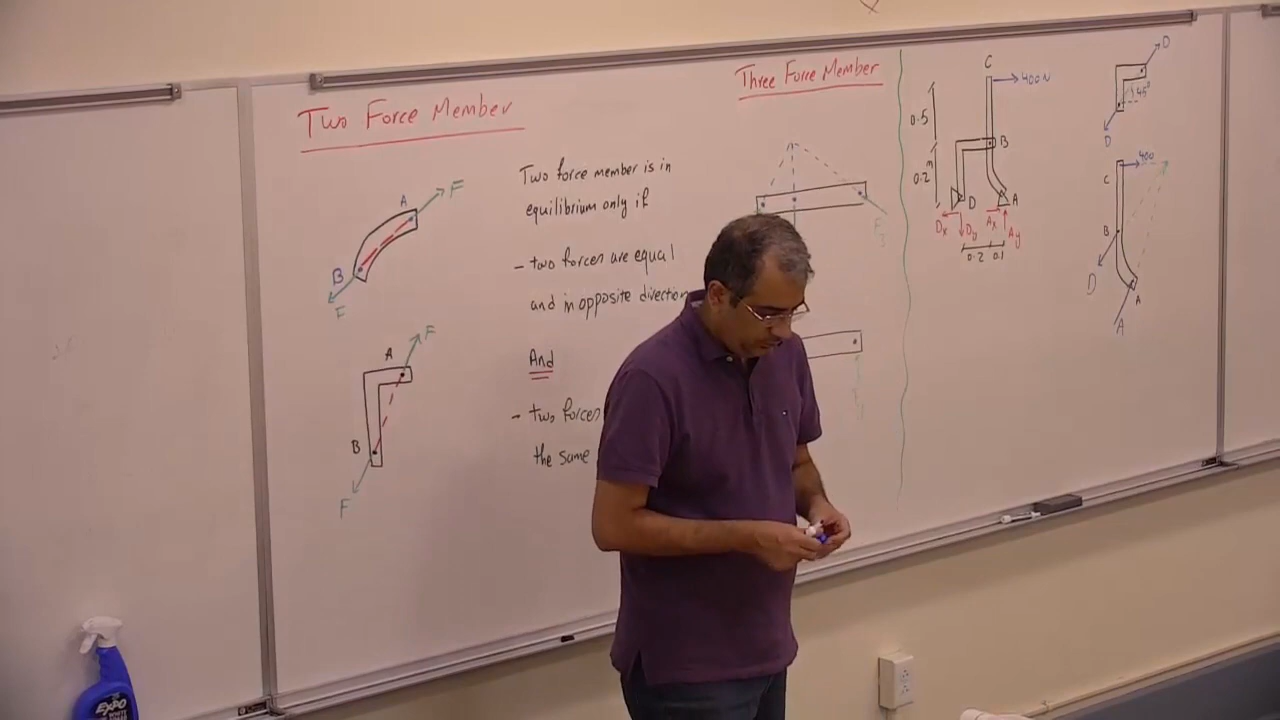 Two Force Member
A
F
B
F
A
F
B
F
Two force member is in
equilibrium only if
- two forces are equal
and in opposite direction
And
- two forces
the same
Three Force Member
F3
C
400N
0.5
B
0.2 m
D
A
Dx
Dy
Ax
Ay
0.2 0.1
D
45°
D
400
C
B
D
A
A
EXPO